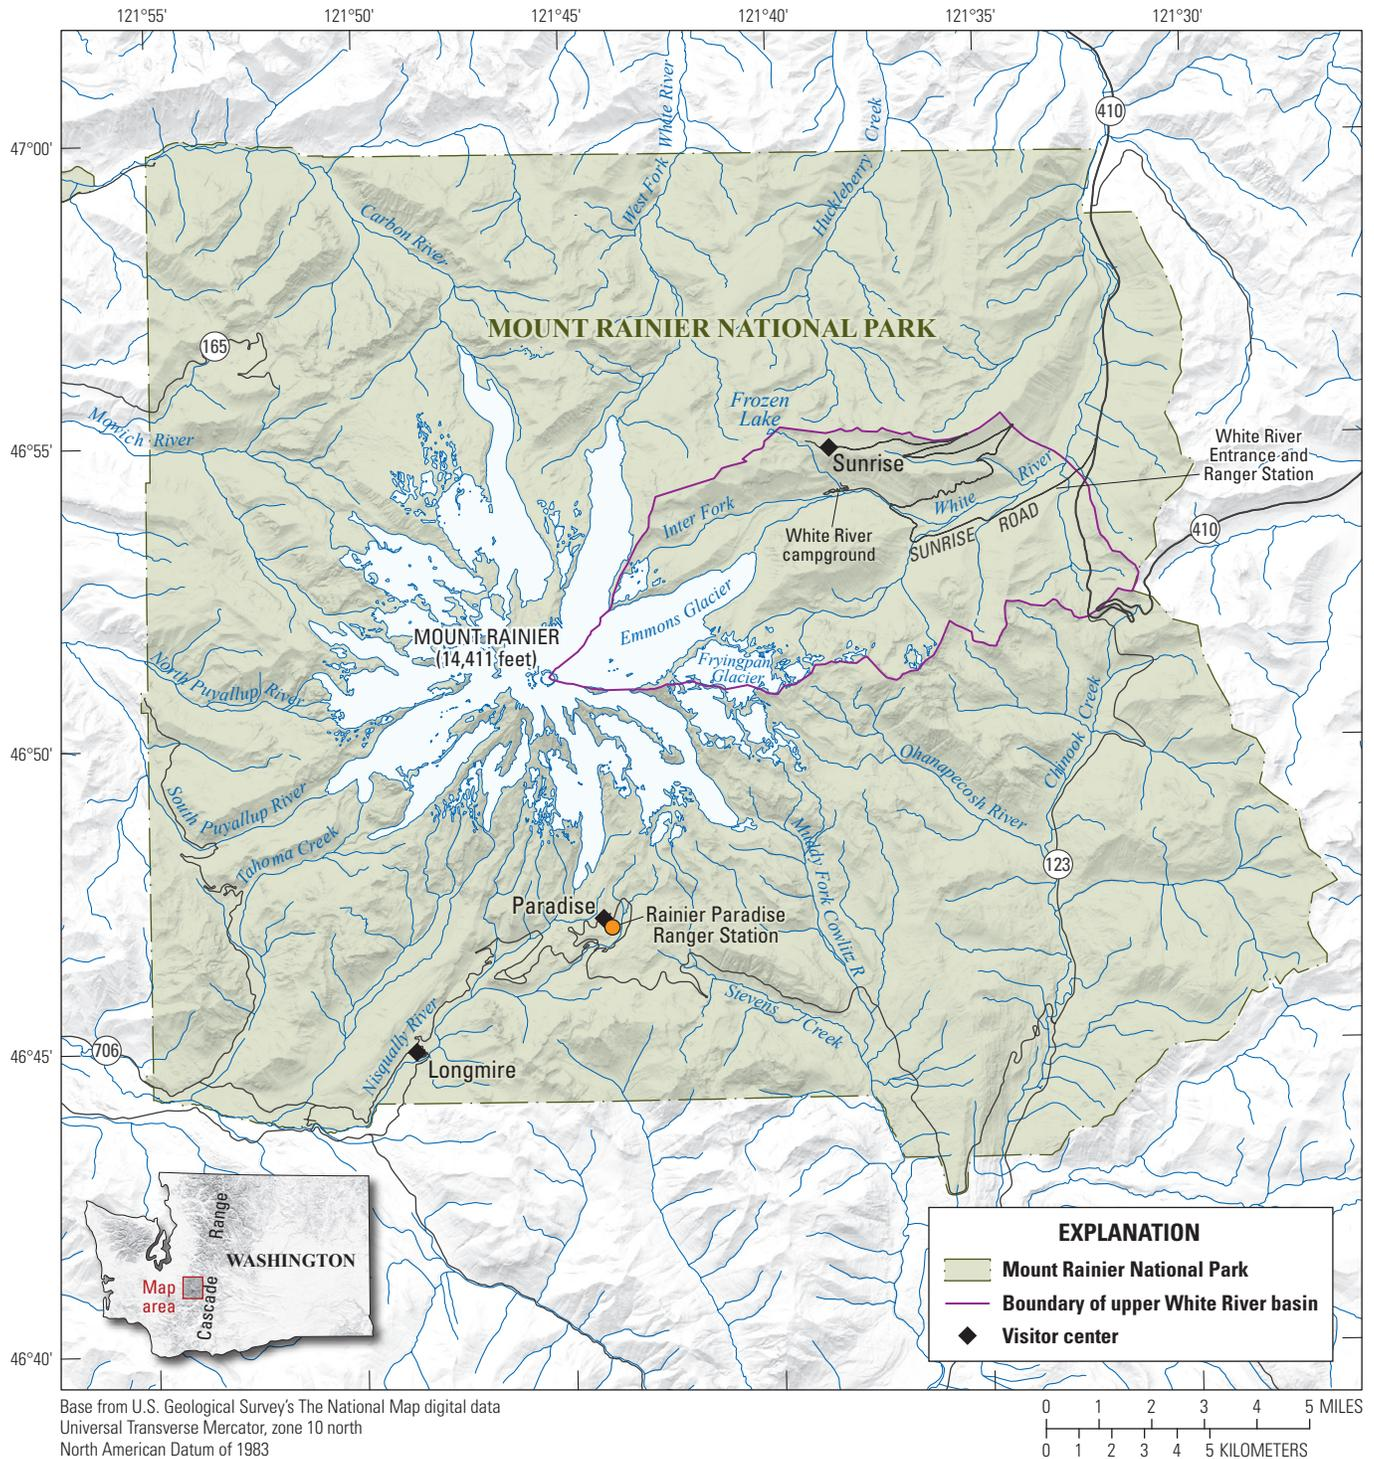 121°55' 121°50' 121°45' 121°40' 121°35' 121°30'
47°00'
46°55'
46°50'
46°45'
46°40'
410
West Fork White River
Huckleberry Creek
Carbon River
MOUNT RAINIER NATIONAL PARK
165
Mowich River
Frozen
Lake
Sunrise
White River
Entrance and
Ranger Station
Inter Fork
White River
White River
campground
SUNRISE ROAD
410
Emmons Glacier
MOUNT RAINIER
(14,411 feet)
Fryingpan
Glacier
North Puyallup River
Chinook Creek
Ohanapecosh River
South Puyallup River
Tahoma Creek
Muddy Fork Cowlitz R
123
Paradise
Rainier Paradise
Ranger Station
Stevens Creek
Nisqually River
706
Longmire
Cascade Range
WASHINGTON
Map
area
EXPLANATION
Mount Rainier National Park
Boundary of upper White River basin
Visitor center
Base from U.S. Geological Survey's The National Map digital data
Universal Transverse Mercator, zone 10 north
North American Datum of 1983
0 1 2 3 4 5 MILES
0 1 2 3 4 5 KILOMETERS